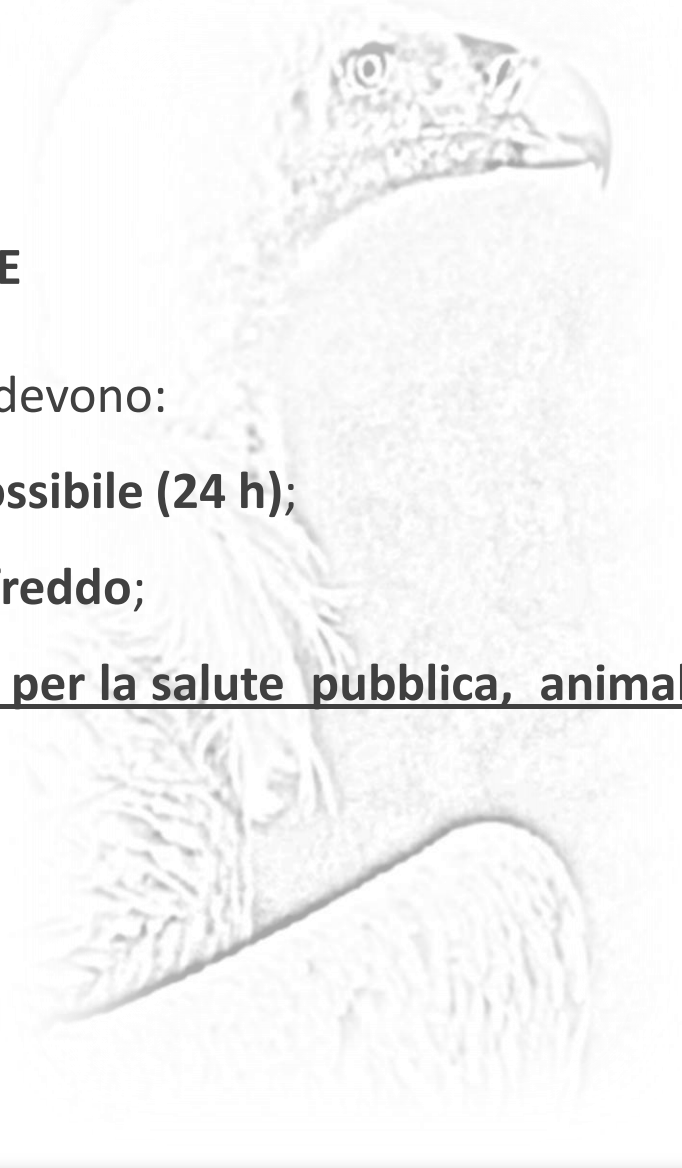 E
devono:
ossibile (24 h);
freddo;
per la salute pubblica, animal